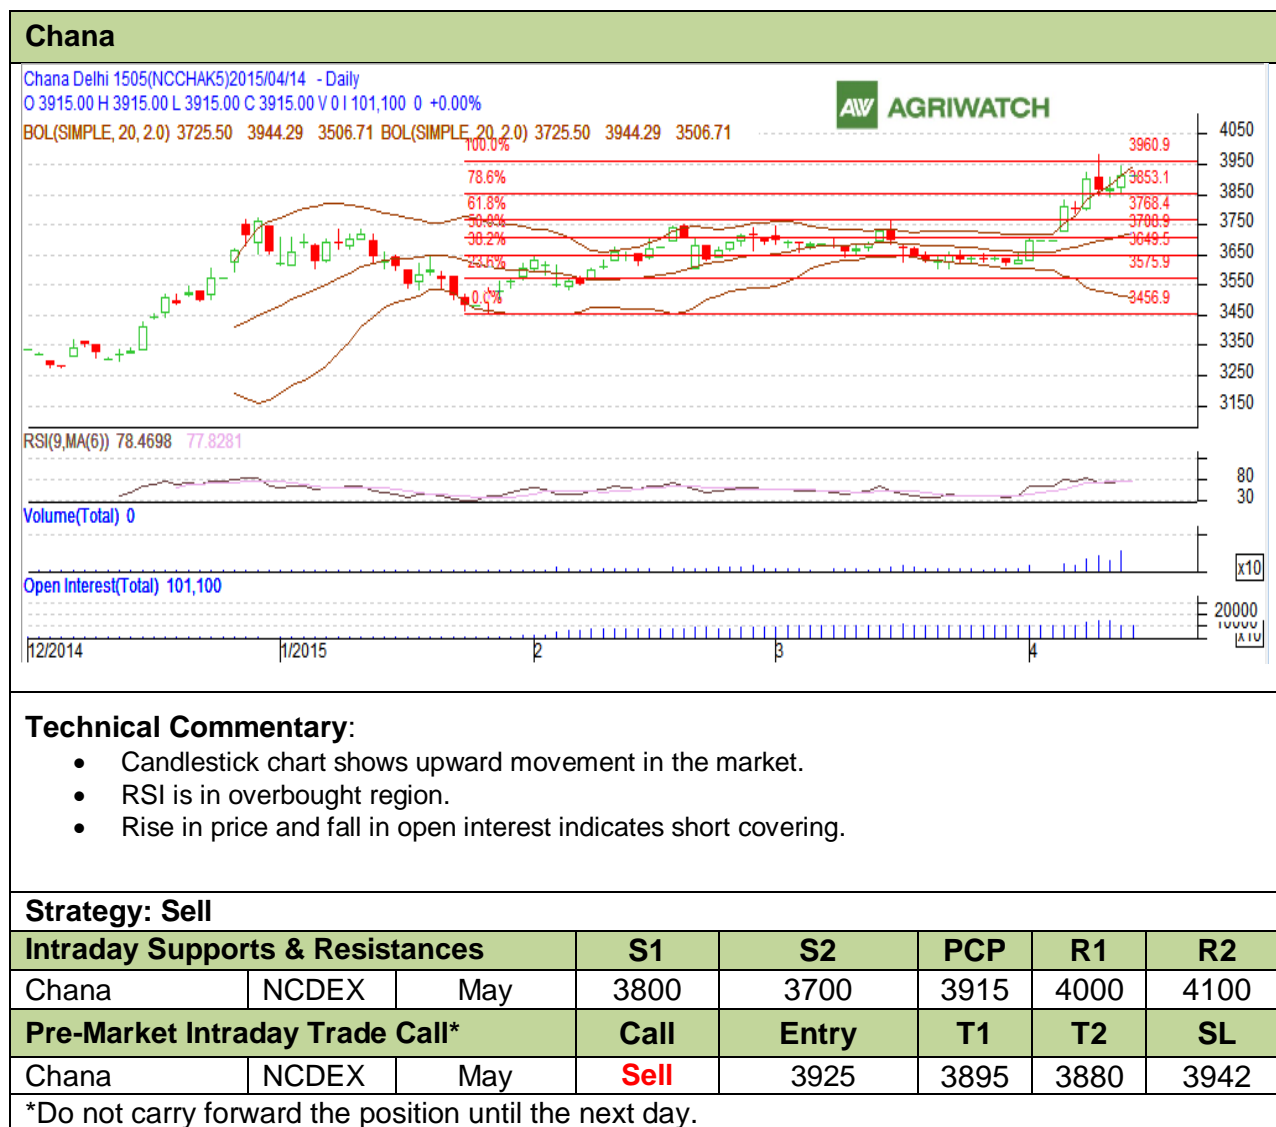 Chana
Chana Delhi 1505(NCCHAK5)2015/04/14 - Daily
O 3915.00 H 3915.00 L 3915.00 C 3915.00 V 0 I 101,100 0 +0.00%
BOL(SIMPLE, 20, 2.0) 3725.50 3944.29 3506.71 BOL(SIMPLE, 20, 2.0) 3725.50 3944.29 3506.71
AW AGRIWATCH
100.0% 3960.9
78.6% 3853.1
61.8% 3768.4
50.0% 3708.9
38.2% 3649.5
23.6% 3575.9
0.0% 3456.9
4050
3950
3850
3750
3650
3550
3450
3350
3250
3150
RSI(9,MA(6)) 78.4698 77.8281
80
30
Volume(Total) 0
x10
Open Interest(Total) 101,100
20000
10000
x10
12/2014 1/2015 2 3 4
Technical Commentary:
• Candlestick chart shows upward movement in the market.
• RSI is in overbought region.
• Rise in price and fall in open interest indicates short covering.
Strategy: Sell
Intraday Supports & Resistances S1 S2 PCP R1 R2
Chana NCDEX May 3800 3700 3915 4000 4100
Pre-Market Intraday Trade Call* Call Entry T1 T2 SL
Chana NCDEX May Sell 3925 3895 3880 3942
*Do not carry forward the position until the next day.